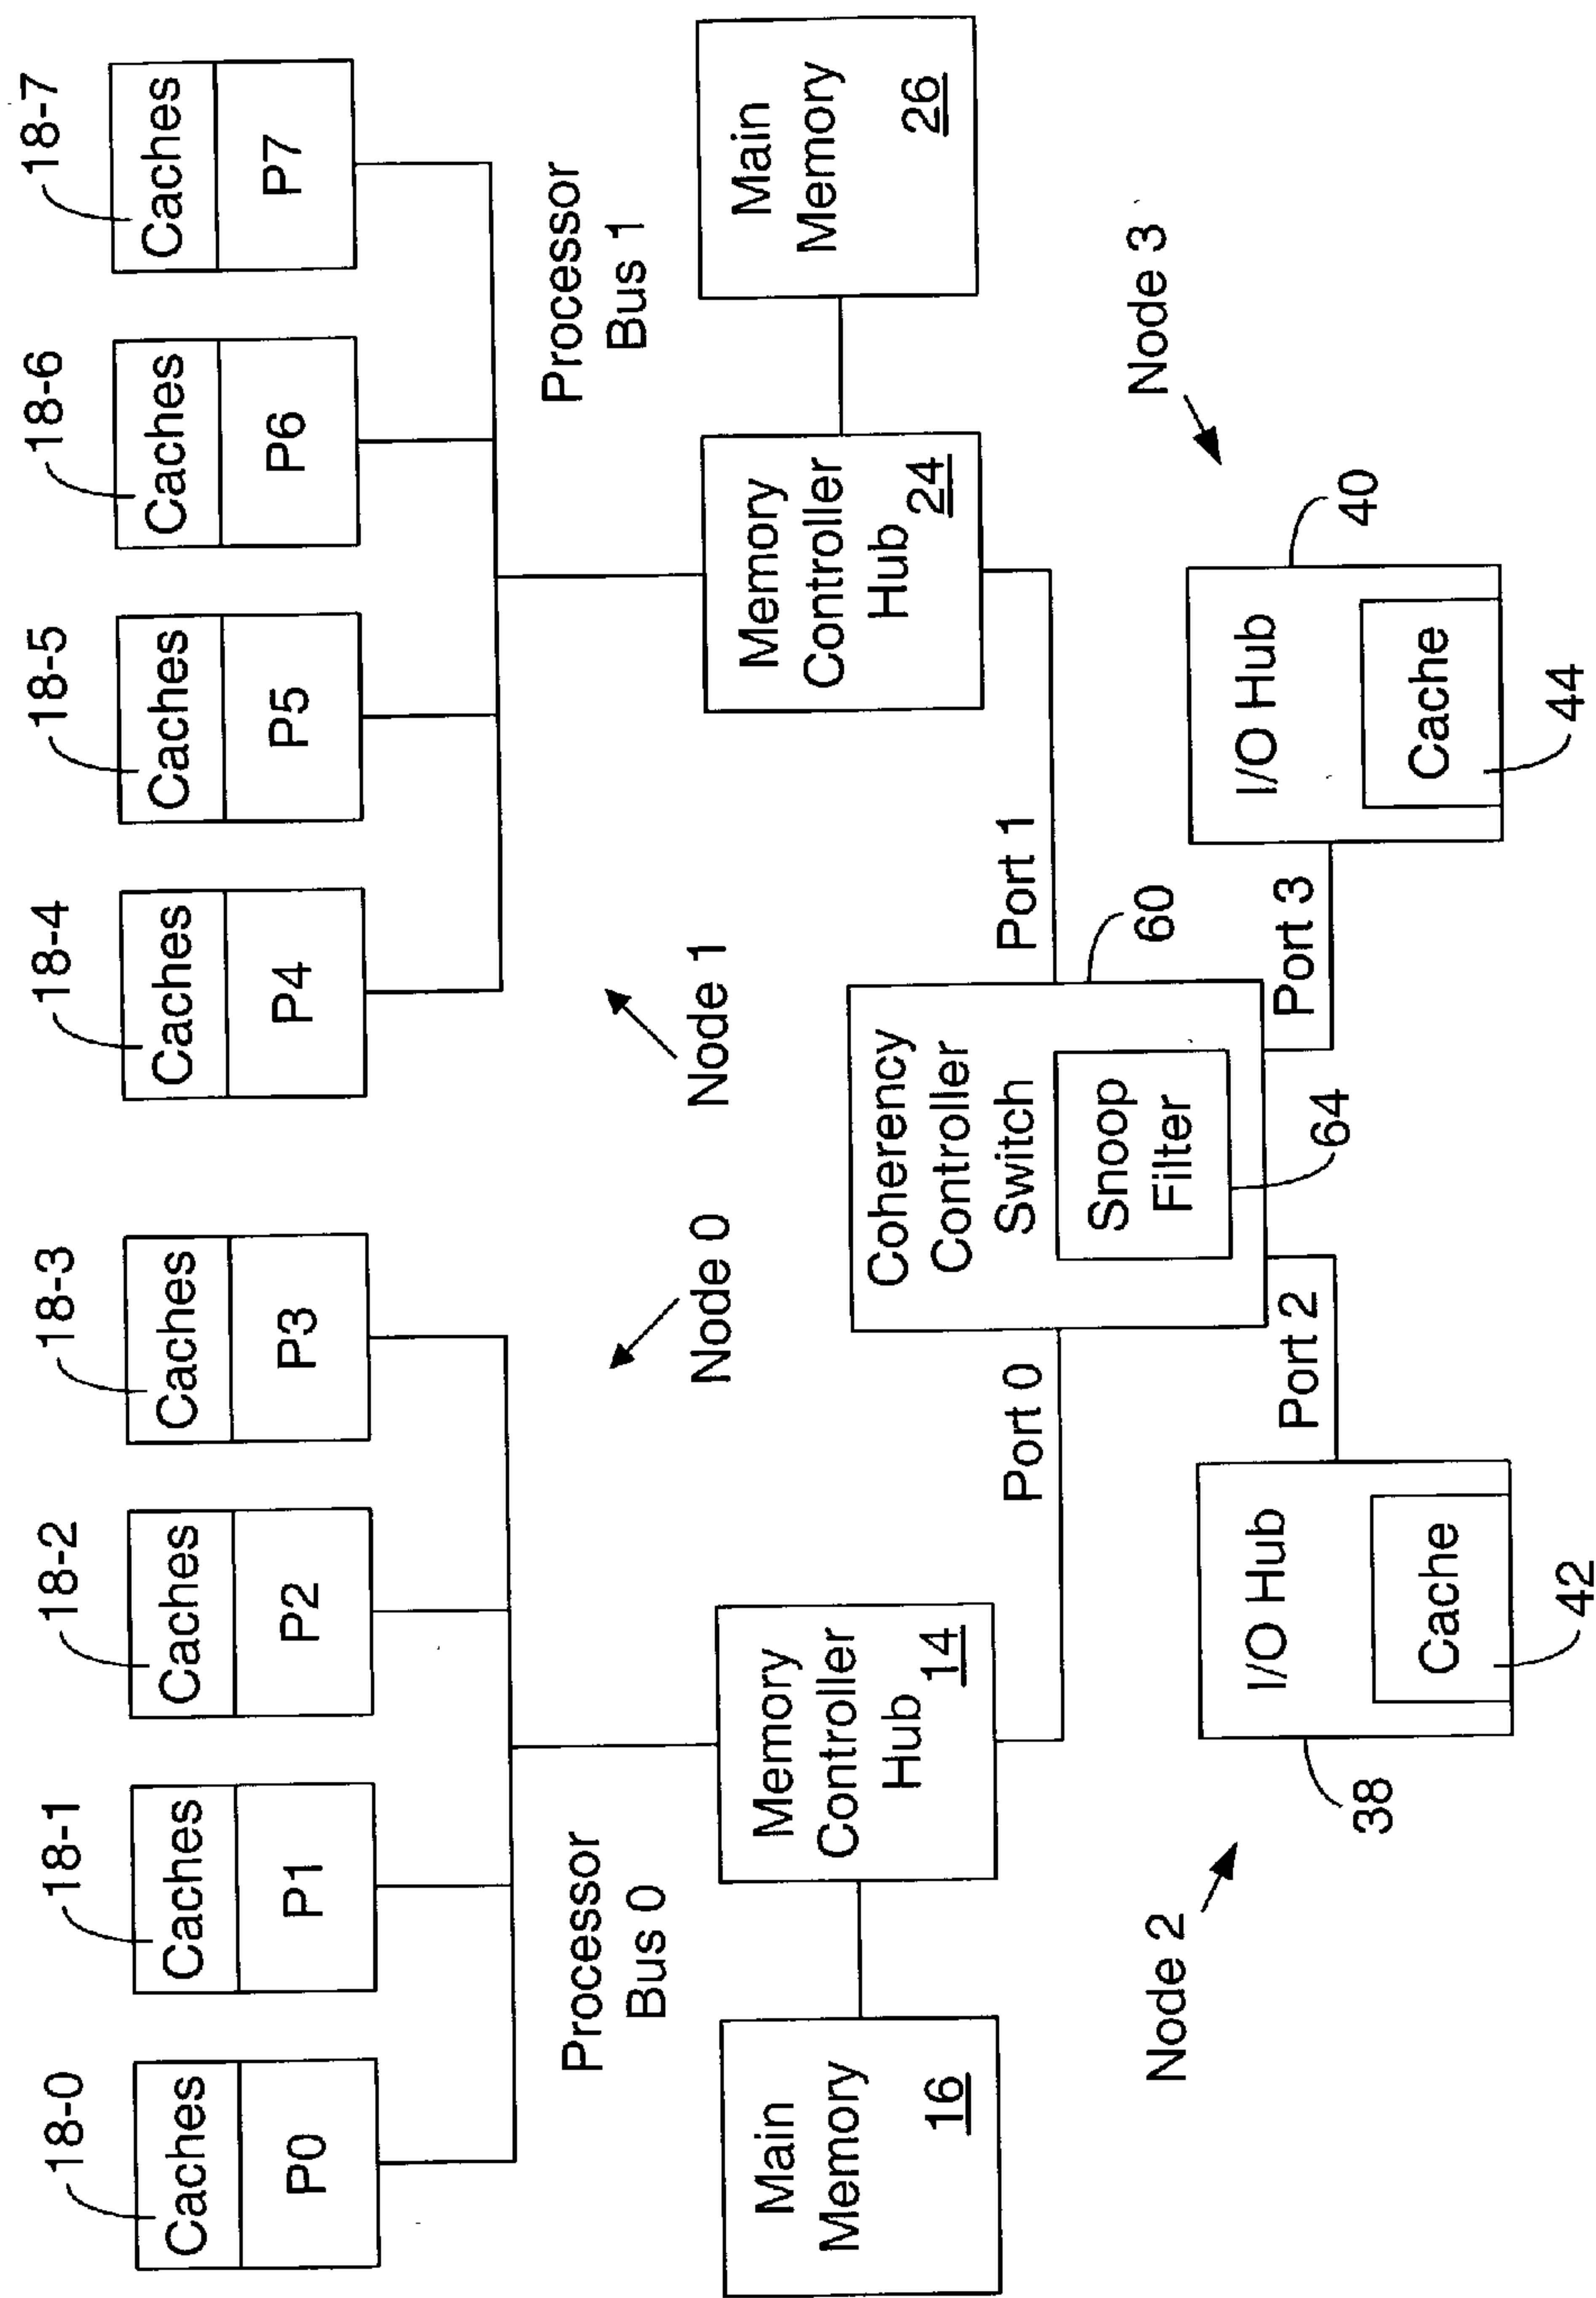 18-0
18-1
18-2
18-3
18-4
18-5
18-6
18-7
Caches
Caches
Caches
Caches
Caches
Caches
Caches
Caches
P0
P1
P2
P3
P4
P5
P6
P7
Processor
Bus 0
Processor
Bus 1
Node 0
Node 1
Main
Memory
16
Memory
Controller
Hub
14
Memory
Controller
Hub
24
Main
Memory
26
Coherency
Controller
Switch
Snoop
Filter
60
64
Port 0
Port 1
Port 2
Port 3
Node 2
Node 3
I/O Hub
Cache
38
42
I/O Hub
Cache
40
44